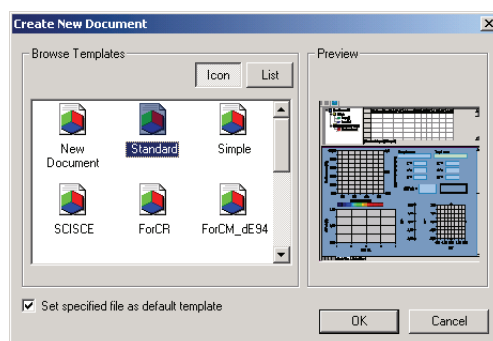 Create New Document
Browse Templates
Icon List
New Document
Standard
Simple
SCISCE
ForCR
ForCM_dE94
Set specified file as default template
Preview
OK Cancel